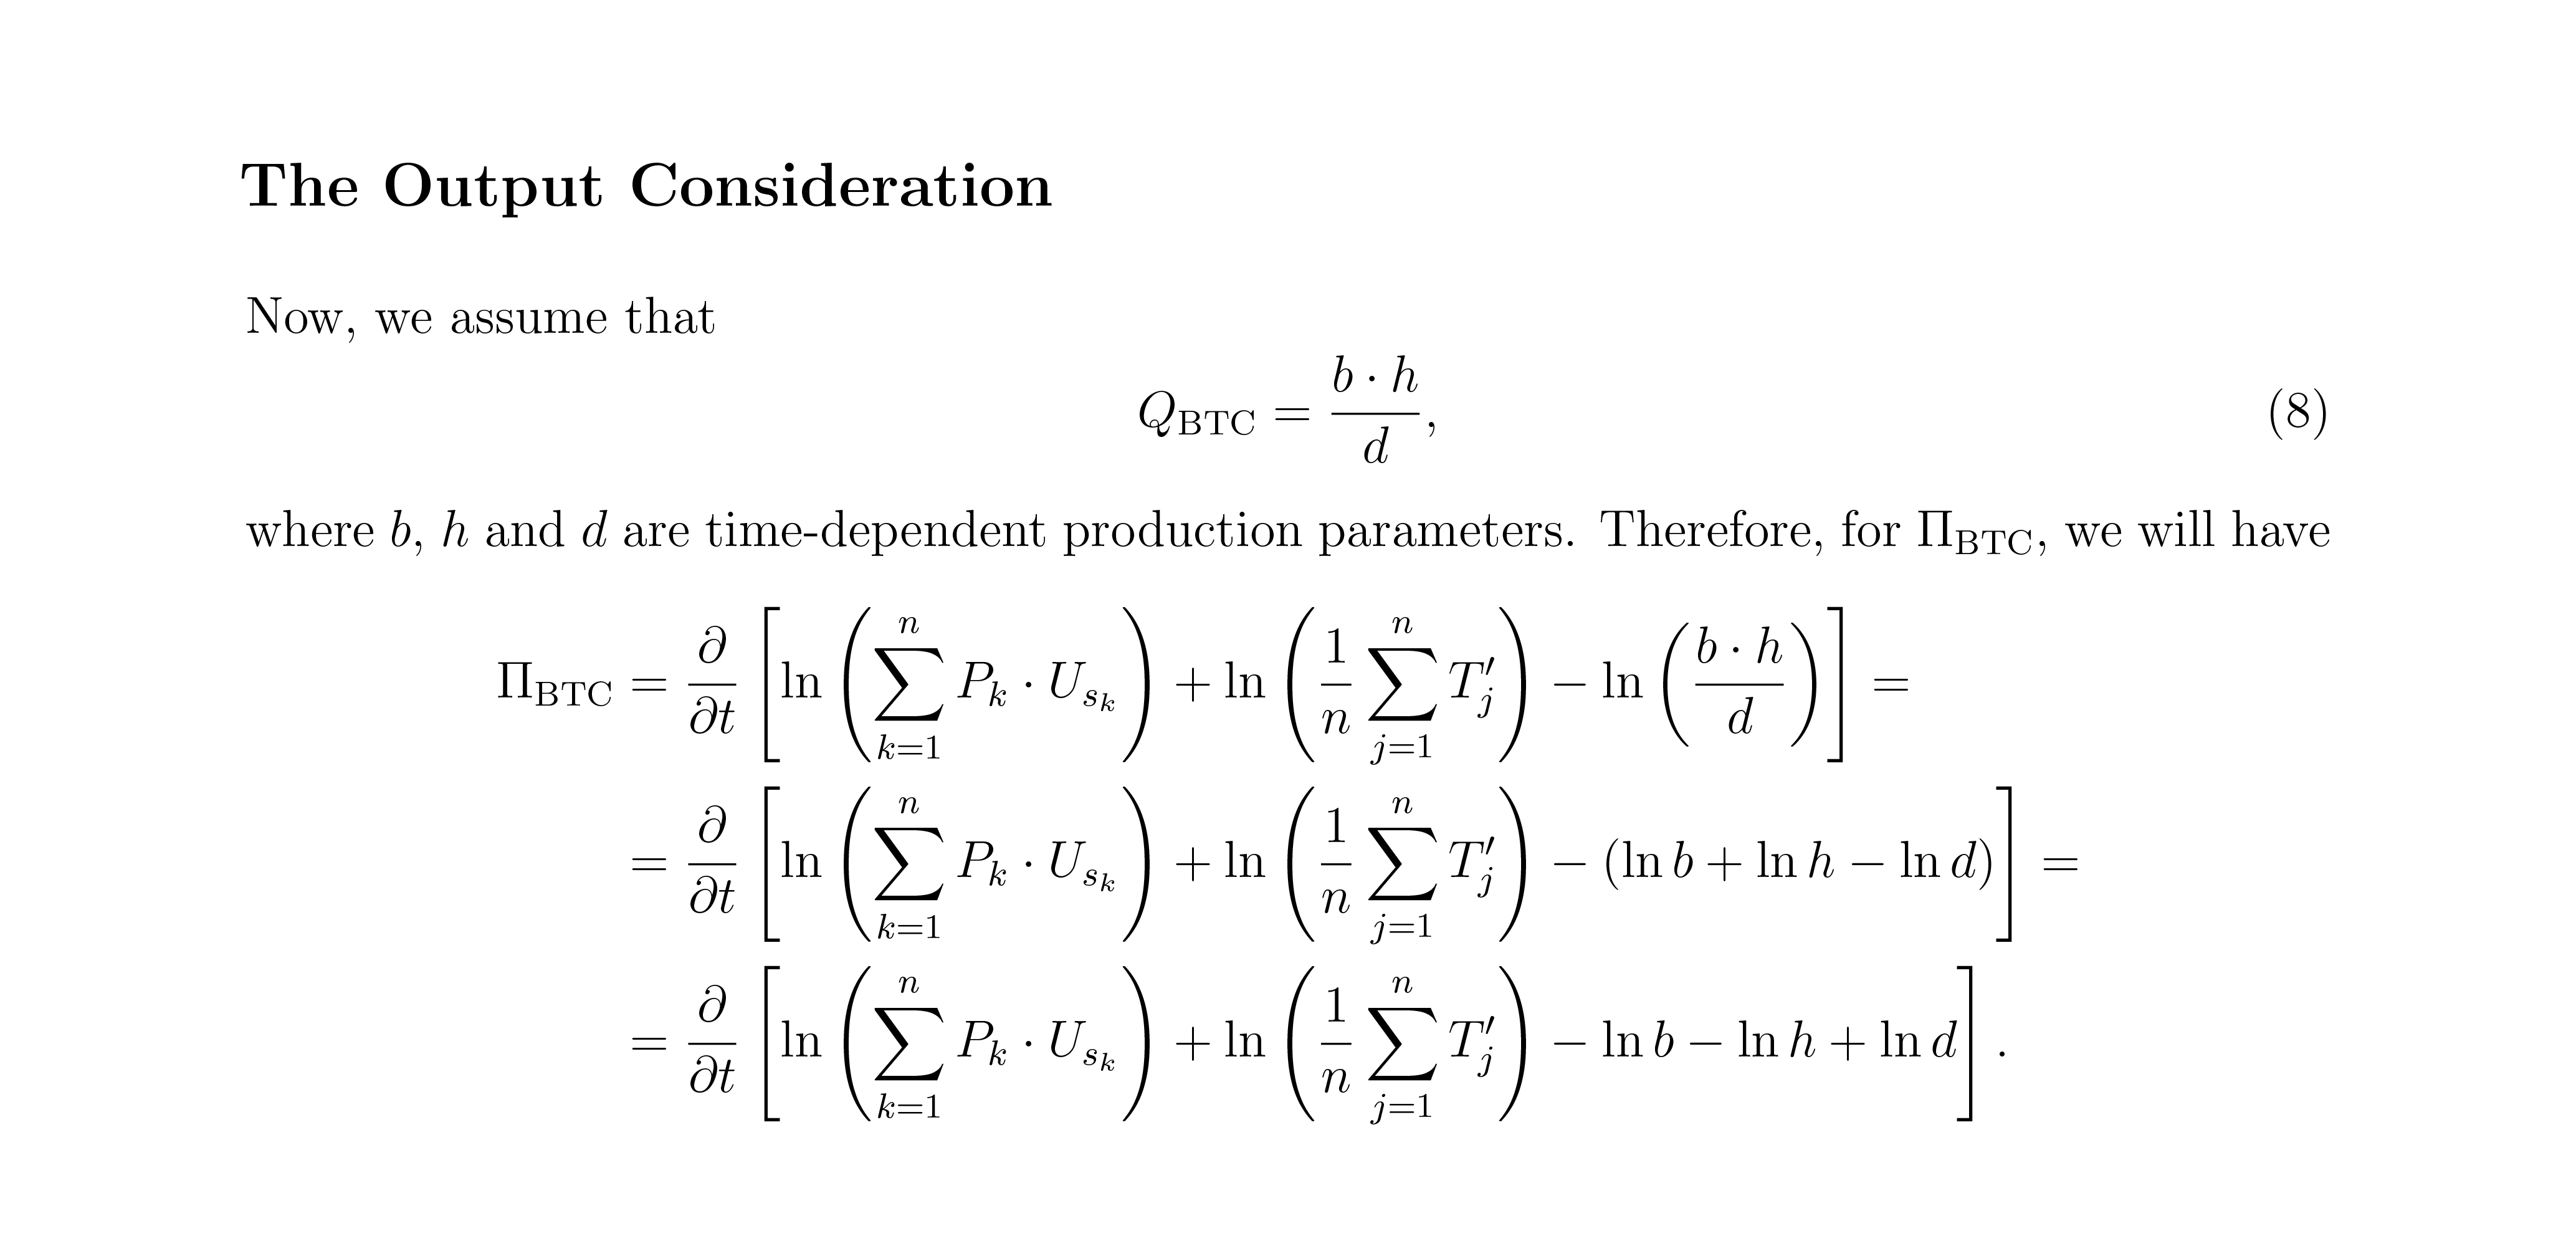 The Output Consideration
Now, we assume that
$$Q_{\text{BTC}} = \frac{b \cdot h}{d}, \quad (8)$$
where $b$, $h$ and $d$ are time-dependent production parameters. Therefore, for $\Pi_{\text{BTC}}$, we will have
$$\Pi_{\text{BTC}} = \frac{\partial}{\partial t} \left[ \ln \left( \sum_{k=1}^{n} P_k \cdot U_{s_k} \right) + \ln \left( \frac{1}{n} \sum_{j=1}^{n} T'_j \right) - \ln \left( \frac{b \cdot h}{d} \right) \right] =$$
$$= \frac{\partial}{\partial t} \left[ \ln \left( \sum_{k=1}^{n} P_k \cdot U_{s_k} \right) + \ln \left( \frac{1}{n} \sum_{j=1}^{n} T'_j \right) - (\ln b + \ln h - \ln d) \right] =$$
$$= \frac{\partial}{\partial t} \left[ \ln \left( \sum_{k=1}^{n} P_k \cdot U_{s_k} \right) + \ln \left( \frac{1}{n} \sum_{j=1}^{n} T'_j \right) - \ln b - \ln h + \ln d \right].$$